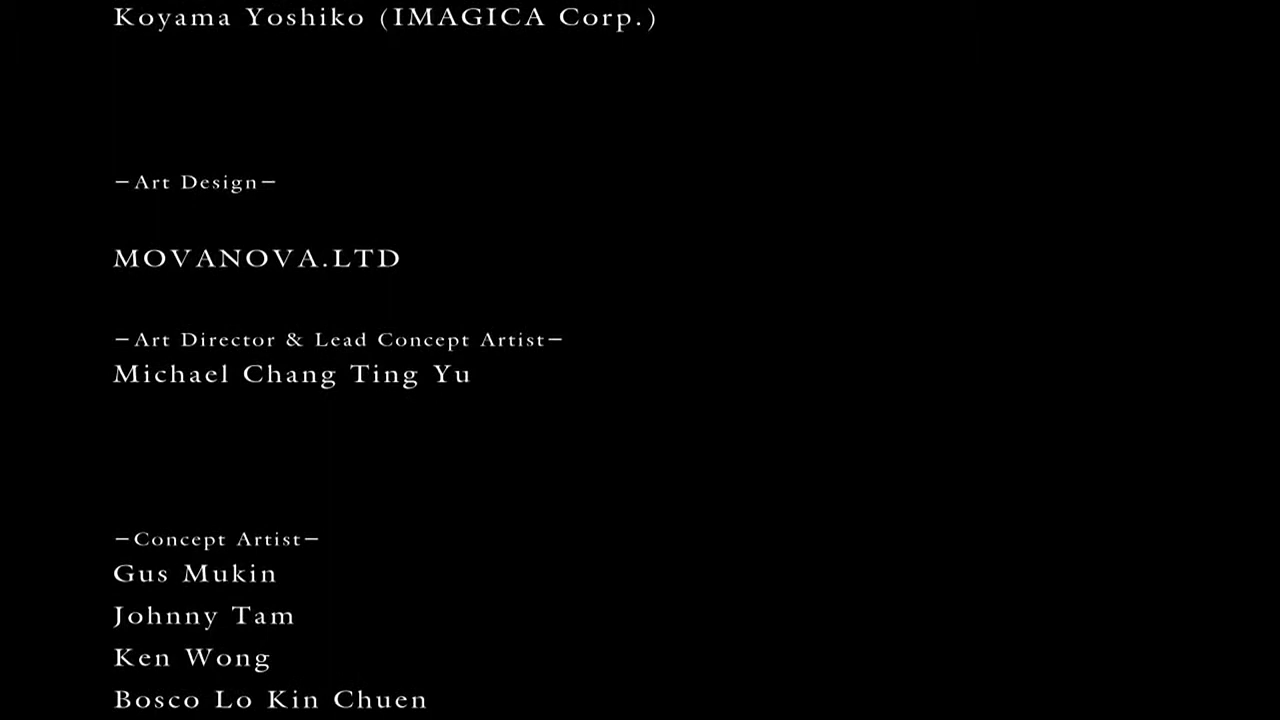 Koyama Yoshiko (IMAGICA Corp.)
−Art Design−
MOVANOVA.LTD
−Art Director & Lead Concept Artist−
Michael Chang Ting Yu
−Concept Artist−
Gus Mukin
Johnny Tam
Ken Wong
Bosco Lo Kin Chuen